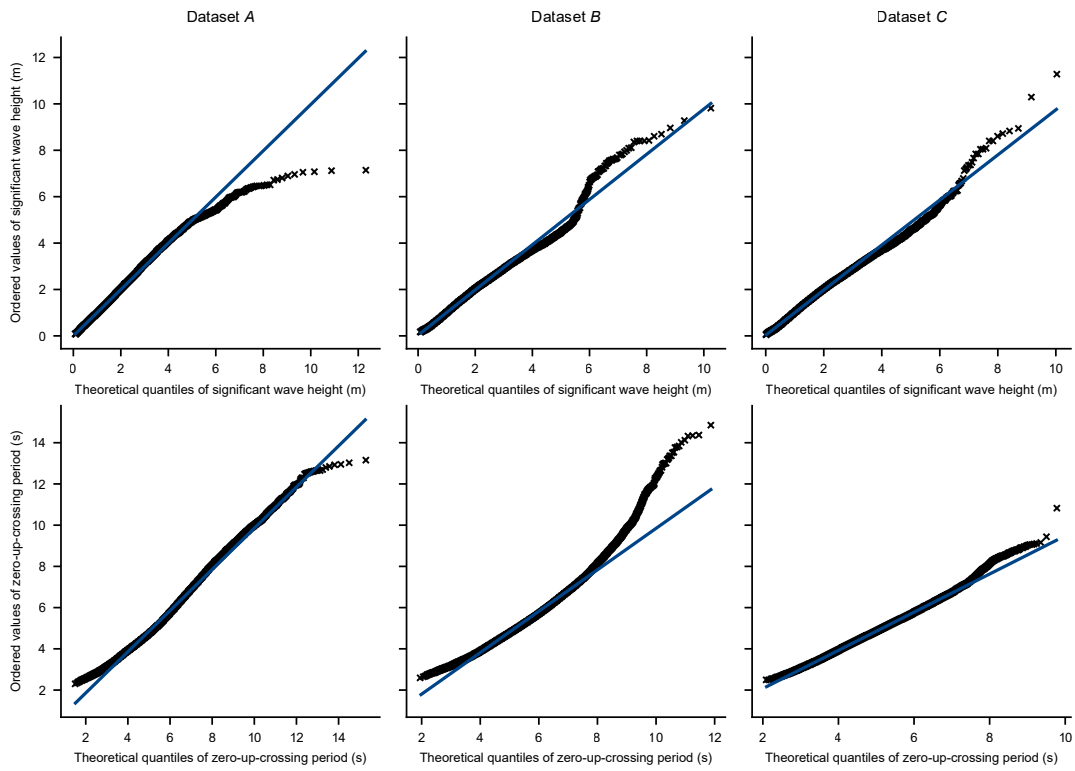 Dataset A
Dataset B
Dataset C
Ordered values of significant wave height (m)
12
10
8
6
4
2
0
0 2 4 6 8 10 12
0 2 4 6 8 10
0 2 4 6 8 10
Theoretical quantiles of significant wave height (m)
Theoretical quantiles of significant wave height (m)
Theoretical quantiles of significant wave height (m)
Ordered values of zero-up-crossing period (s)
14
12
10
8
6
4
2
2 4 6 8 10 12 14
2 4 6 8 10 12
2 4 6 8 10
Theoretical quantiles of zero-up-crossing period (s)
Theoretical quantiles of zero-up-crossing period (s)
Theoretical quantiles of zero-up-crossing period (s)